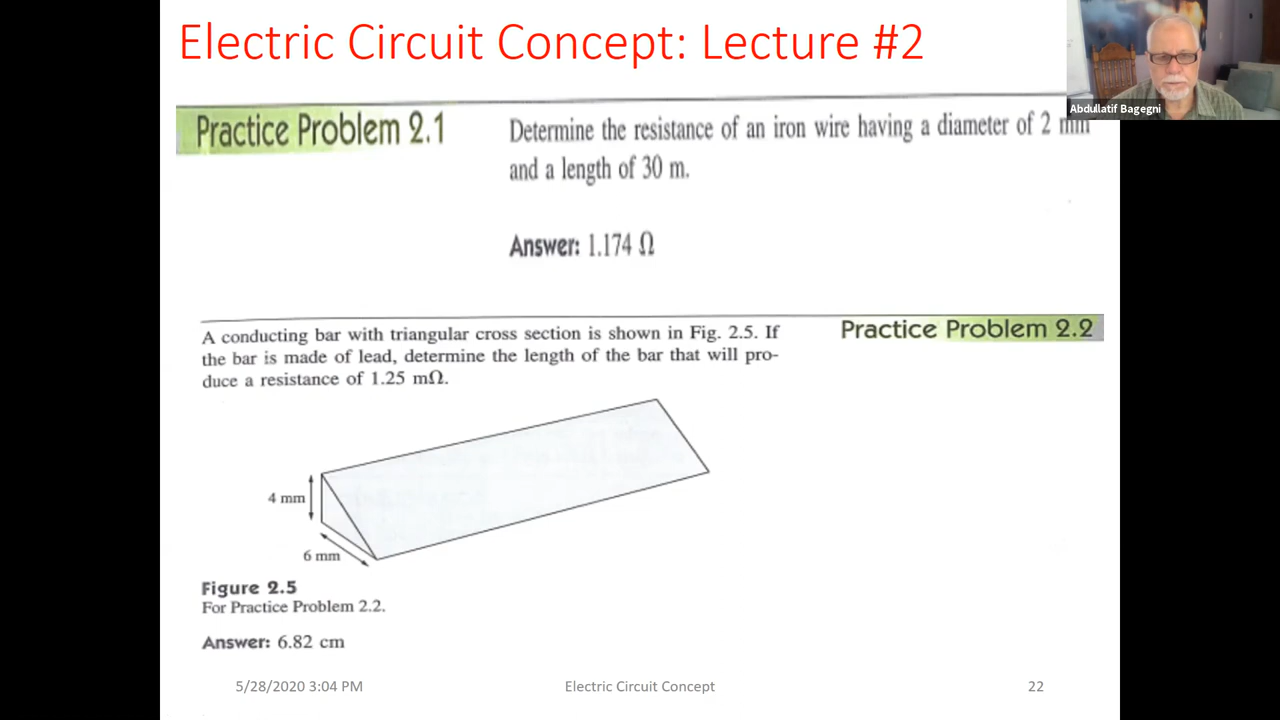 Electric Circuit Concept: Lecture #2
Abdullatif Bagegni
Practice Problem 2.1
Determine the resistance of an iron wire having a diameter of 2 mm
and a length of 30 m.
Answer: 1.174 Ω
A conducting bar with triangular cross section is shown in Fig. 2.5. If
the bar is made of lead, determine the length of the bar that will pro-
duce a resistance of 1.25 mΩ.
Practice Problem 2.2
4 mm
6 mm
Figure 2.5
For Practice Problem 2.2.
Answer: 6.82 cm
5/28/2020 3:04 PM
Electric Circuit Concept
22